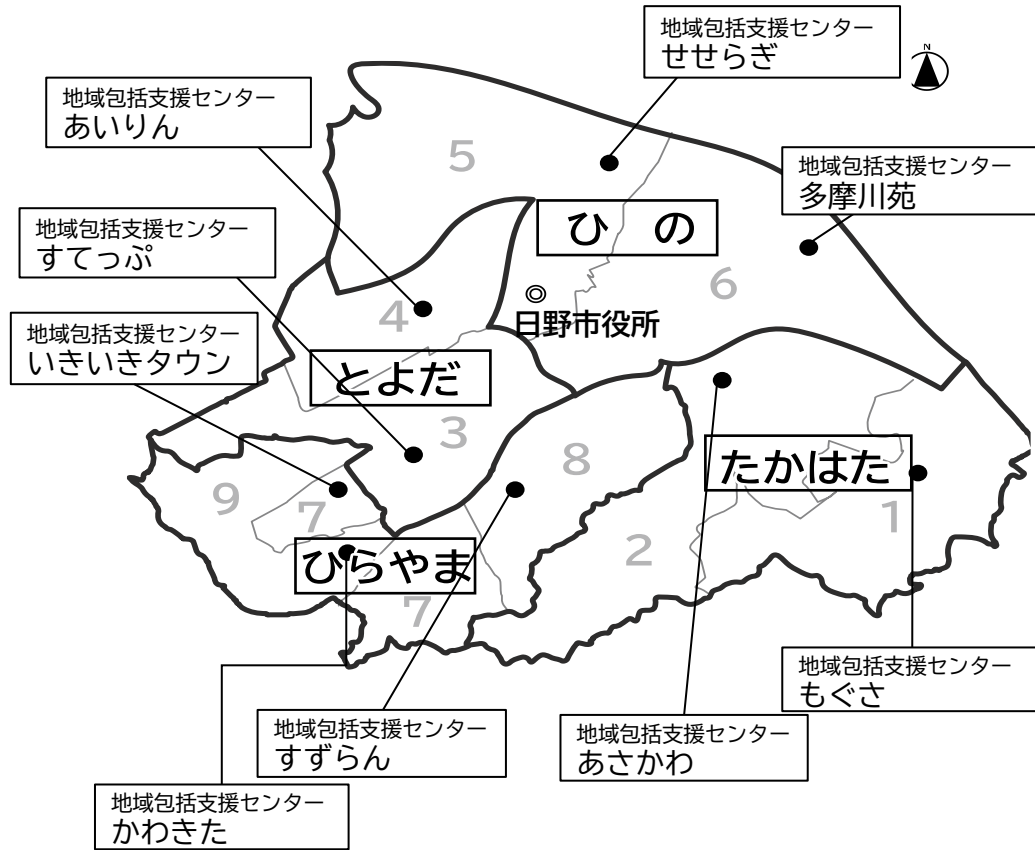 地域包括支援センター
せせらぎ
N
地域包括支援センター
あいりん
5
地域包括支援センター
多摩川苑
地域包括支援センター
すてっぷ
ひの
6
4
日野市役所
地域包括支援センター
いきいきタウン
とよだ
3
8
たかはた
9
7
1
2
ひらやま
7
地域包括支援センター
もぐさ
地域包括支援センター
すずらん
地域包括支援センター
あさかわ
地域包括支援センター
かわきた